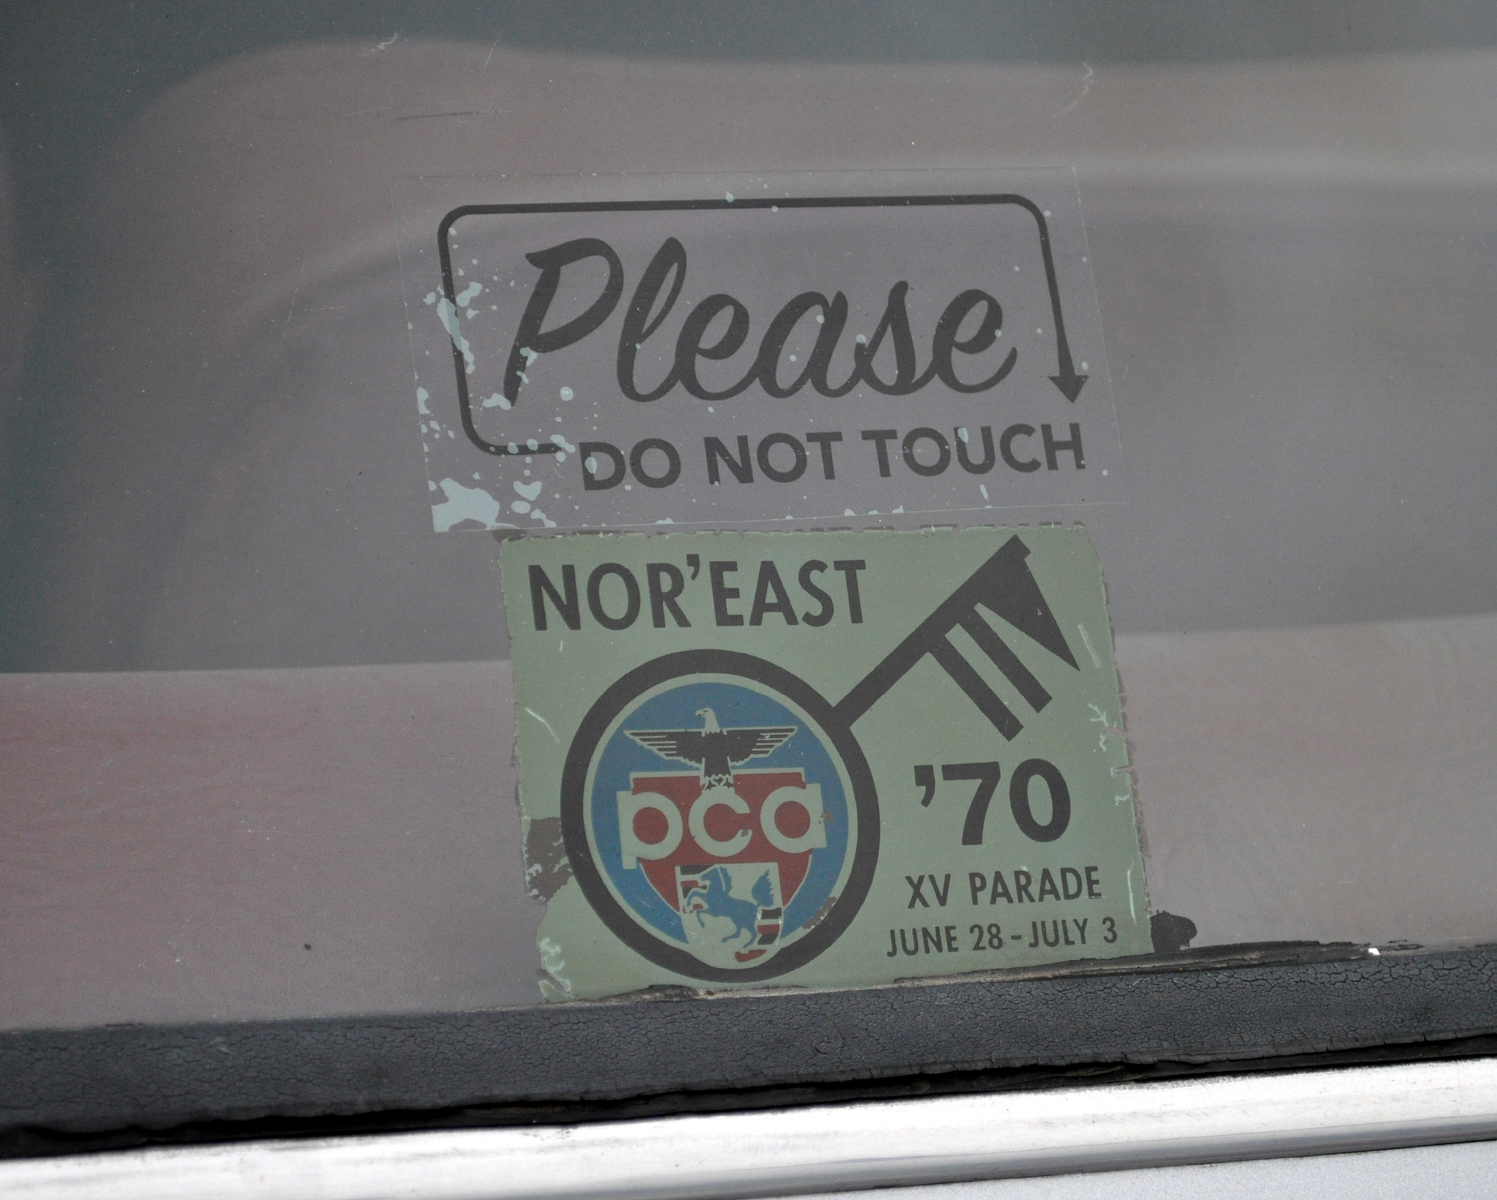 Please
DO NOT TOUCH
NOR'EAST
pca
'70
XV PARADE
JUNE 28-JULY 3